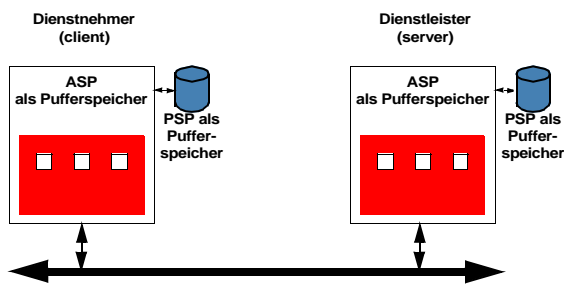 Dienstnehmer
(client)
ASP
als Pufferspeicher
PSP als
Puffer-
speicher
Dienstleister
(server)
ASP
als Pufferspeicher
PSP als
Puffer-
speicher